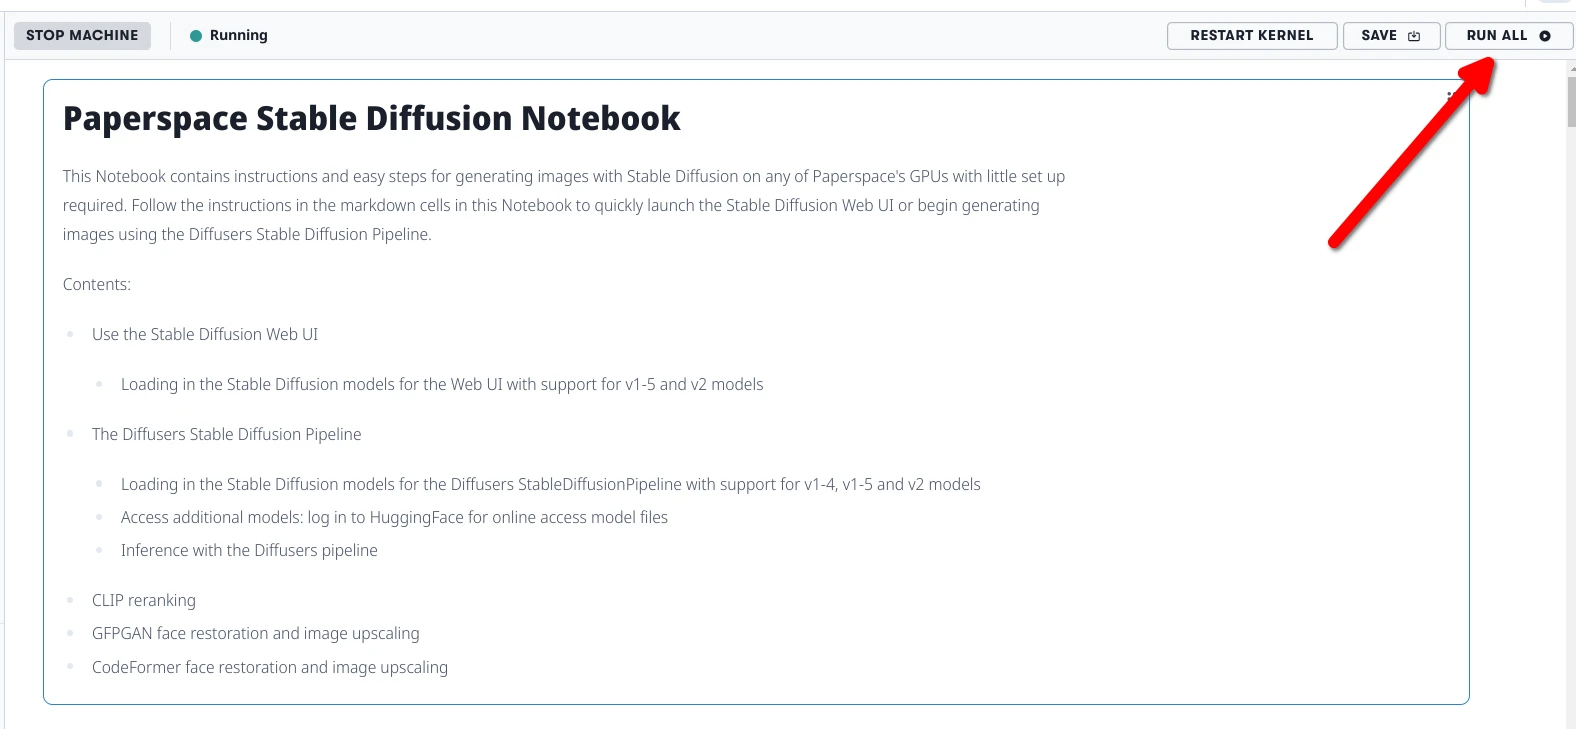 STOP MACHINE
Running
RESTART KERNEL
SAVE
RUN ALL
Paperspace Stable Diffusion Notebook
This Notebook contains instructions and easy steps for generating images with Stable Diffusion on any of Paperspace's GPUs with little set up
required. Follow the instructions in the markdown cells in this Notebook to quickly launch the Stable Diffusion Web UI or begin generating
images using the Diffusers Stable Diffusion Pipeline.
Contents:
Use the Stable Diffusion Web UI
Loading in the Stable Diffusion models for the Web UI with support for v1-5 and v2 models
The Diffusers Stable Diffusion Pipeline
Loading in the Stable Diffusion models for the Diffusers StableDiffusionPipeline with support for v1-4, v1-5 and v2 models
Access additional models: log in to HuggingFace for online access model files
Inference with the Diffusers pipeline
CLIP reranking
GFPGAN face restoration and image upscaling
CodeFormer face restoration and image upscaling